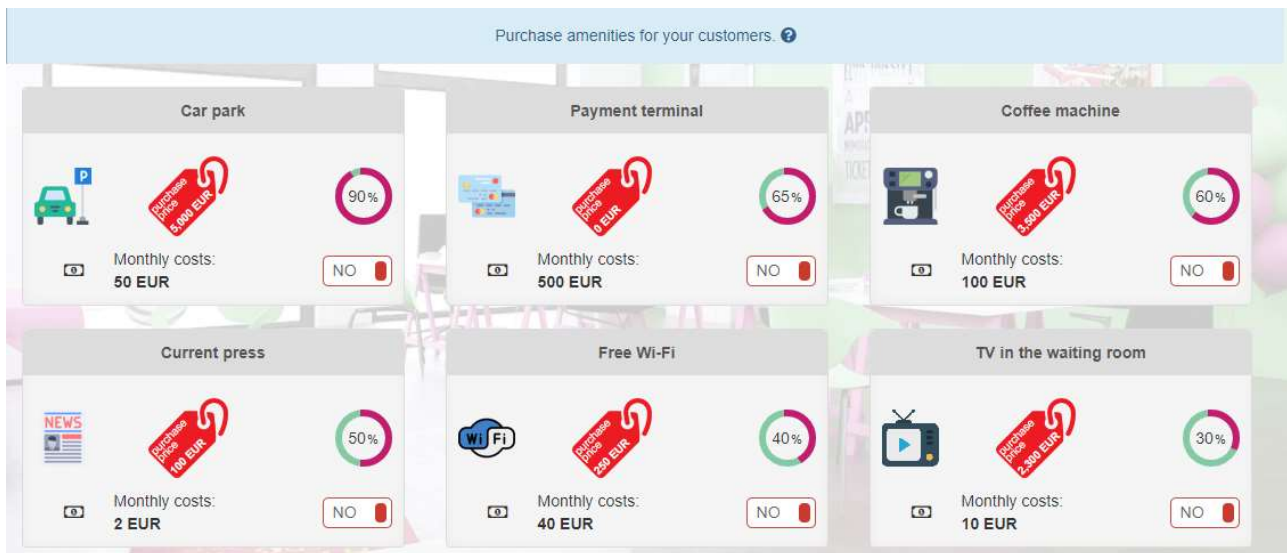 Purchase amenities for your customers.
Car park
P
purchase
price
5,000 EUR
90%
Monthly costs:
50 EUR
NO
Payment terminal
purchase
price
0 EUR
65%
Monthly costs:
500 EUR
NO
Coffee machine
purchase
price
3,500 EUR
60%
Monthly costs:
100 EUR
NO
Current press
NEWS
purchase
price
100 EUR
50%
Monthly costs:
2 EUR
NO
Free Wi-Fi
Wi Fi
purchase
price
250 EUR
40%
Monthly costs:
40 EUR
NO
TV in the waiting room
purchase
price
2,300 EUR
30%
Monthly costs:
10 EUR
NO